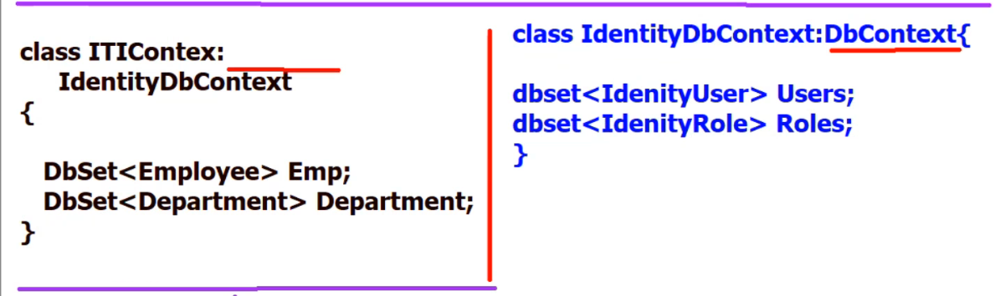 class ITIContex:
IdentityDbContext
{
DbSet<Employee> Emp;
DbSet<Department> Department;
}
class IdentityDbContext:DbContext{
dbset<IdenityUser> Users;
dbset<IdenityRole> Roles;
}